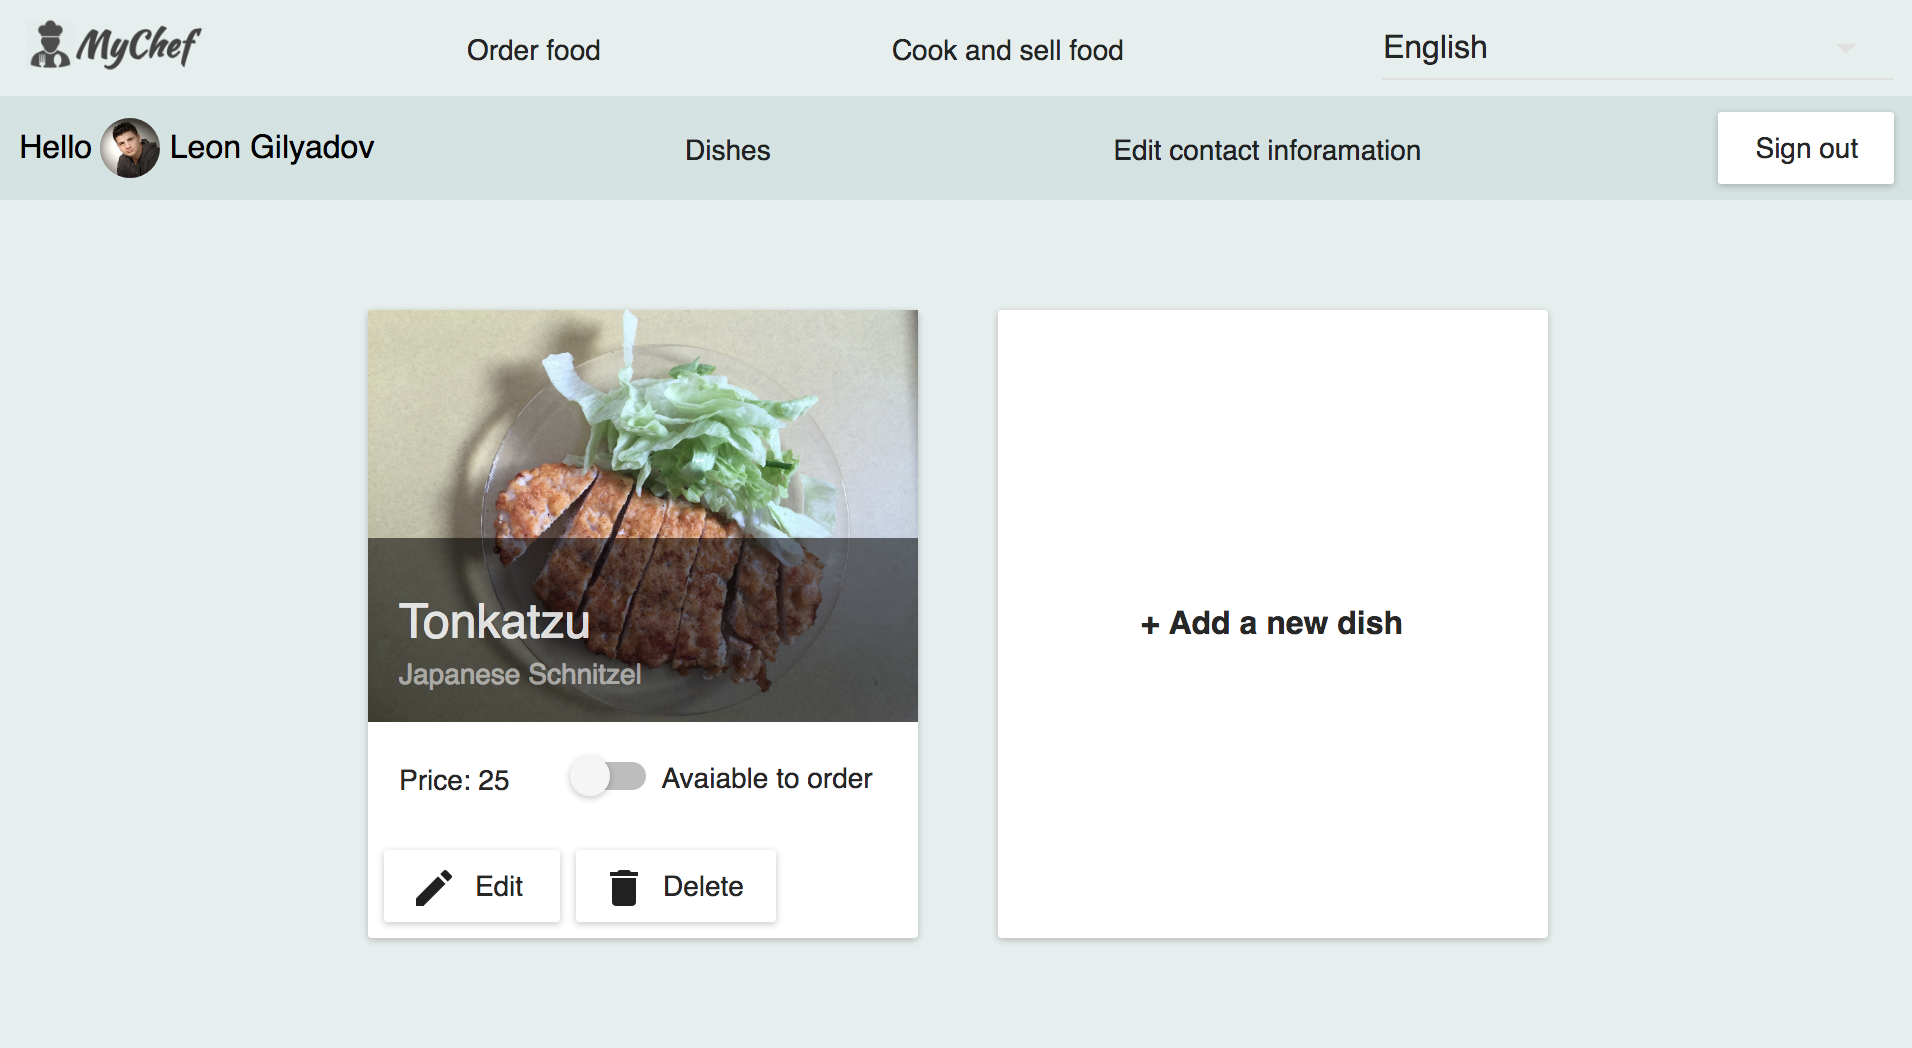 MyChef
Order food
Cook and sell food
English
Hello Leon Gilyadov
Dishes
Edit contact inforamation
Sign out
Tonkatzu
Japanese Schnitzel
Price: 25
Avaiable to order
Edit
Delete
+ Add a new dish